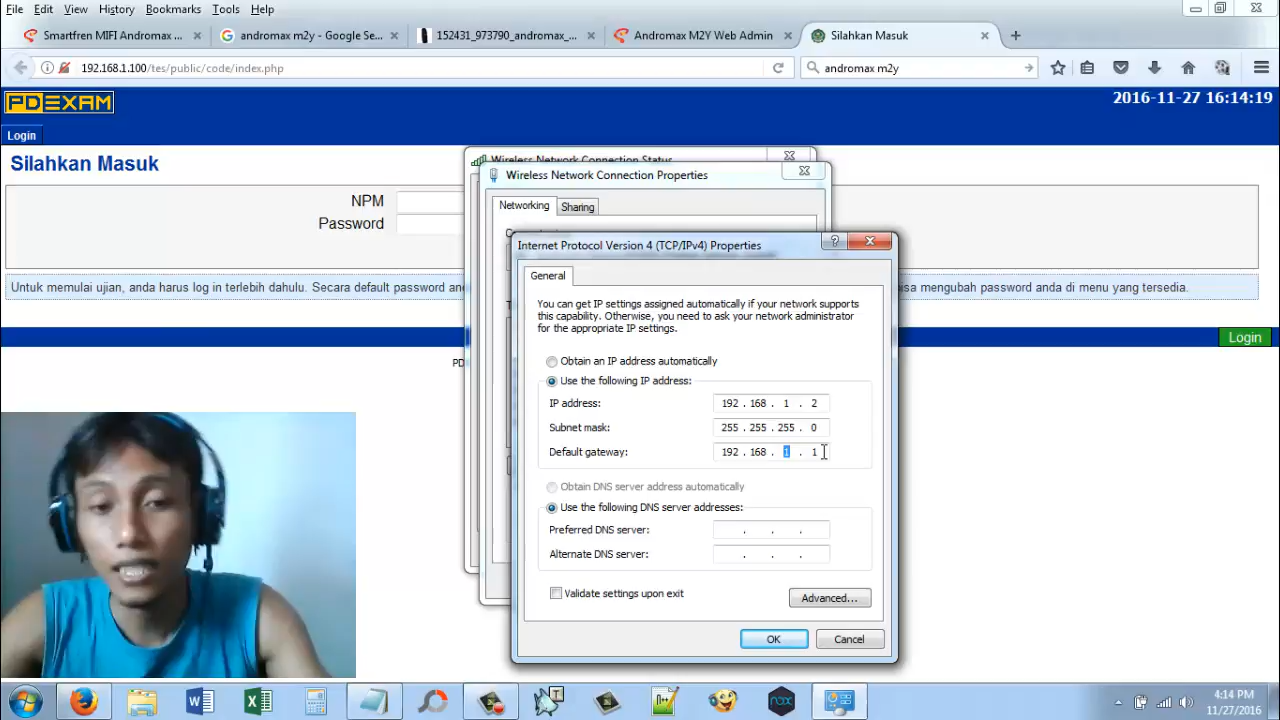 File Edit View History Bookmarks Tools Help
Smartfren MIFI Andromax ...
andromax m2y - Google Se...
152431_973790_andromax_...
Andromax M2Y Web Admin
Silahkan Masuk
192.168.1.100/tes/public/code/index.php
andromax m2y
PDEXAM
2016-11-27 16:14:19
Login
Silahkan Masuk
NPM
Password
Untuk memulai ujian, anda harus log in terlebih dahulu. Secara default password
isa mengubah password anda di menu yang tersedia.
Login
PD
Wireless Network Connection Status
Wireless Network Connection Properties
Networking Sharing
Internet Protocol Version 4 (TCP/IPv4) Properties
General
You can get IP settings assigned automatically if your network supports
this capability. Otherwise, you need to ask your network administrator
for the appropriate IP settings.
Obtain an IP address automatically
Use the following IP address:
IP address: 192 . 168 . 1 . 2
Subnet mask: 255 . 255 . 255 . 0
Default gateway: 192 . 168 . 1 . 1
Obtain DNS server address automatically
Use the following DNS server addresses:
Preferred DNS server: . . .
Alternate DNS server: . . .
Validate settings upon exit
Advanced...
OK Cancel
nox
4:14 PM
11/27/2016